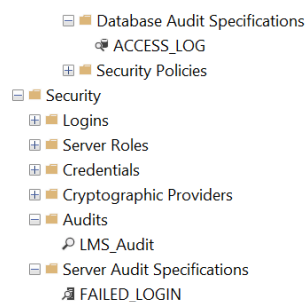 Database Audit Specifications
ACCESS_LOG
Security Policies
Security
Logins
Server Roles
Credentials
Cryptographic Providers
Audits
LMS_Audit
Server Audit Specifications
FAILED_LOGIN